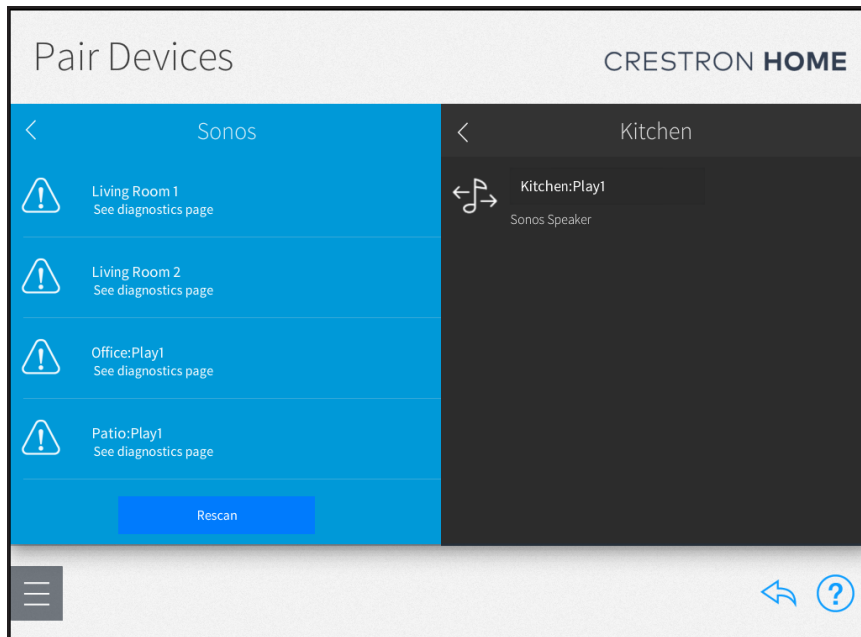 Pair Devices
CRESTRON HOME
Sonos
Living Room 1
See diagnostics page
Living Room 2
See diagnostics page
Office:Play1
See diagnostics page
Patio:Play1
See diagnostics page
Rescan
Kitchen
Kitchen:Play1
Sonos Speaker
?